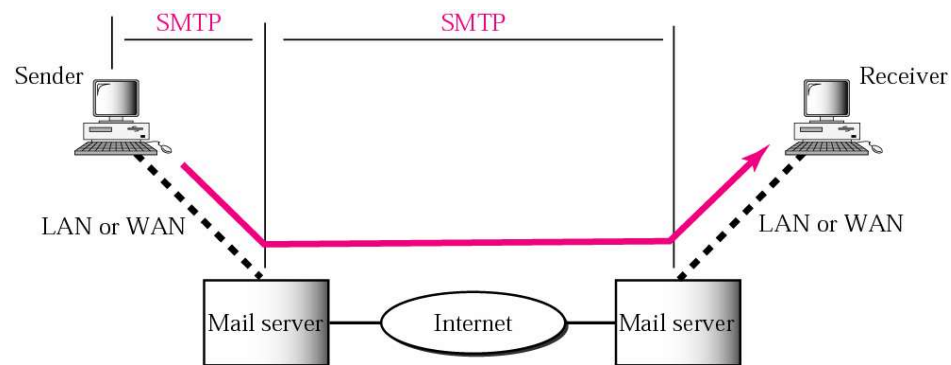 SMTP
SMTP
Sender
Receiver
LAN or WAN
LAN or WAN
Mail server
Internet
Mail server